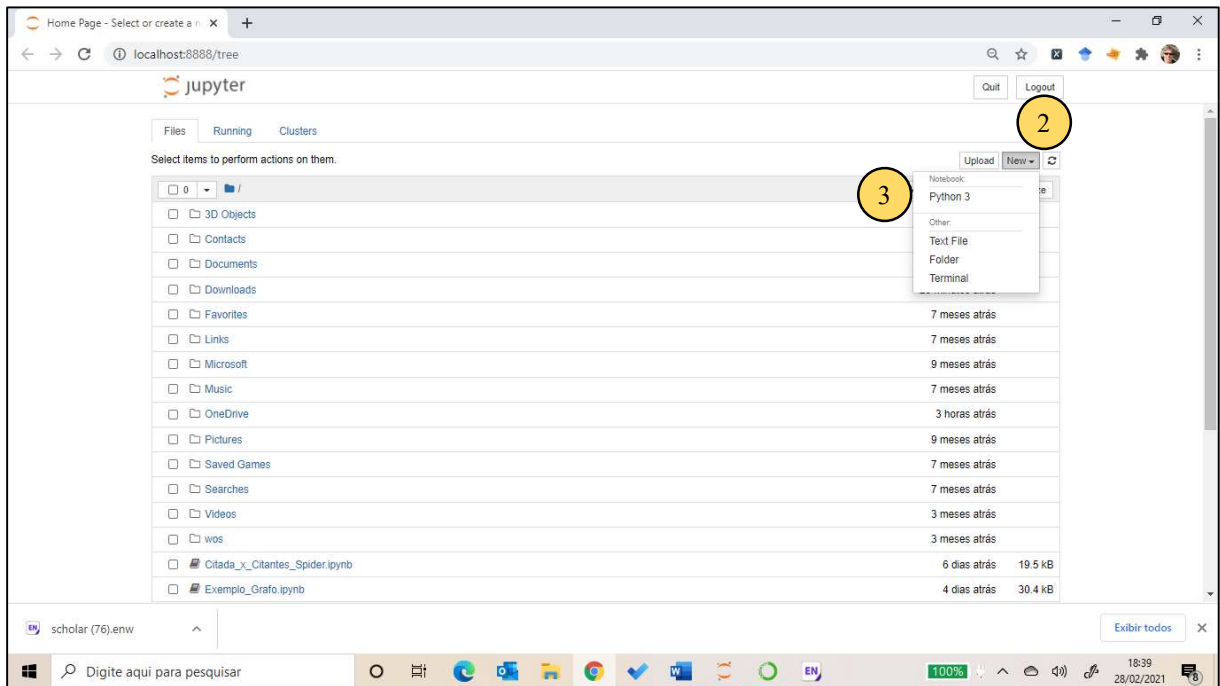 Home Page - Select or create a n
localhost:8888/tree
jupyter
Quit Logout
2
Files Running Clusters
Select items to perform actions on them.
Upload New
0 /
3
Notebook:
Python 3
Other:
Text File
Folder
Terminal
3D Objects
Contacts
Documents
Downloads
Favorites 7 meses atrás
Links 7 meses atrás
Microsoft 9 meses atrás
Music 7 meses atrás
OneDrive 3 horas atrás
Pictures 9 meses atrás
Saved Games 7 meses atrás
Searches 7 meses atrás
Videos 3 meses atrás
wos 3 meses atrás
Citada_x_Citantes_Spider.ipynb 6 dias atrás 19.5 kB
Exemplo_Grafo.ipynb 4 dias atrás 30.4 kB
EN scholar (76).enw Exibir todos
Digite aqui para pesquisar EN 100% 18:39
28/02/2021 8